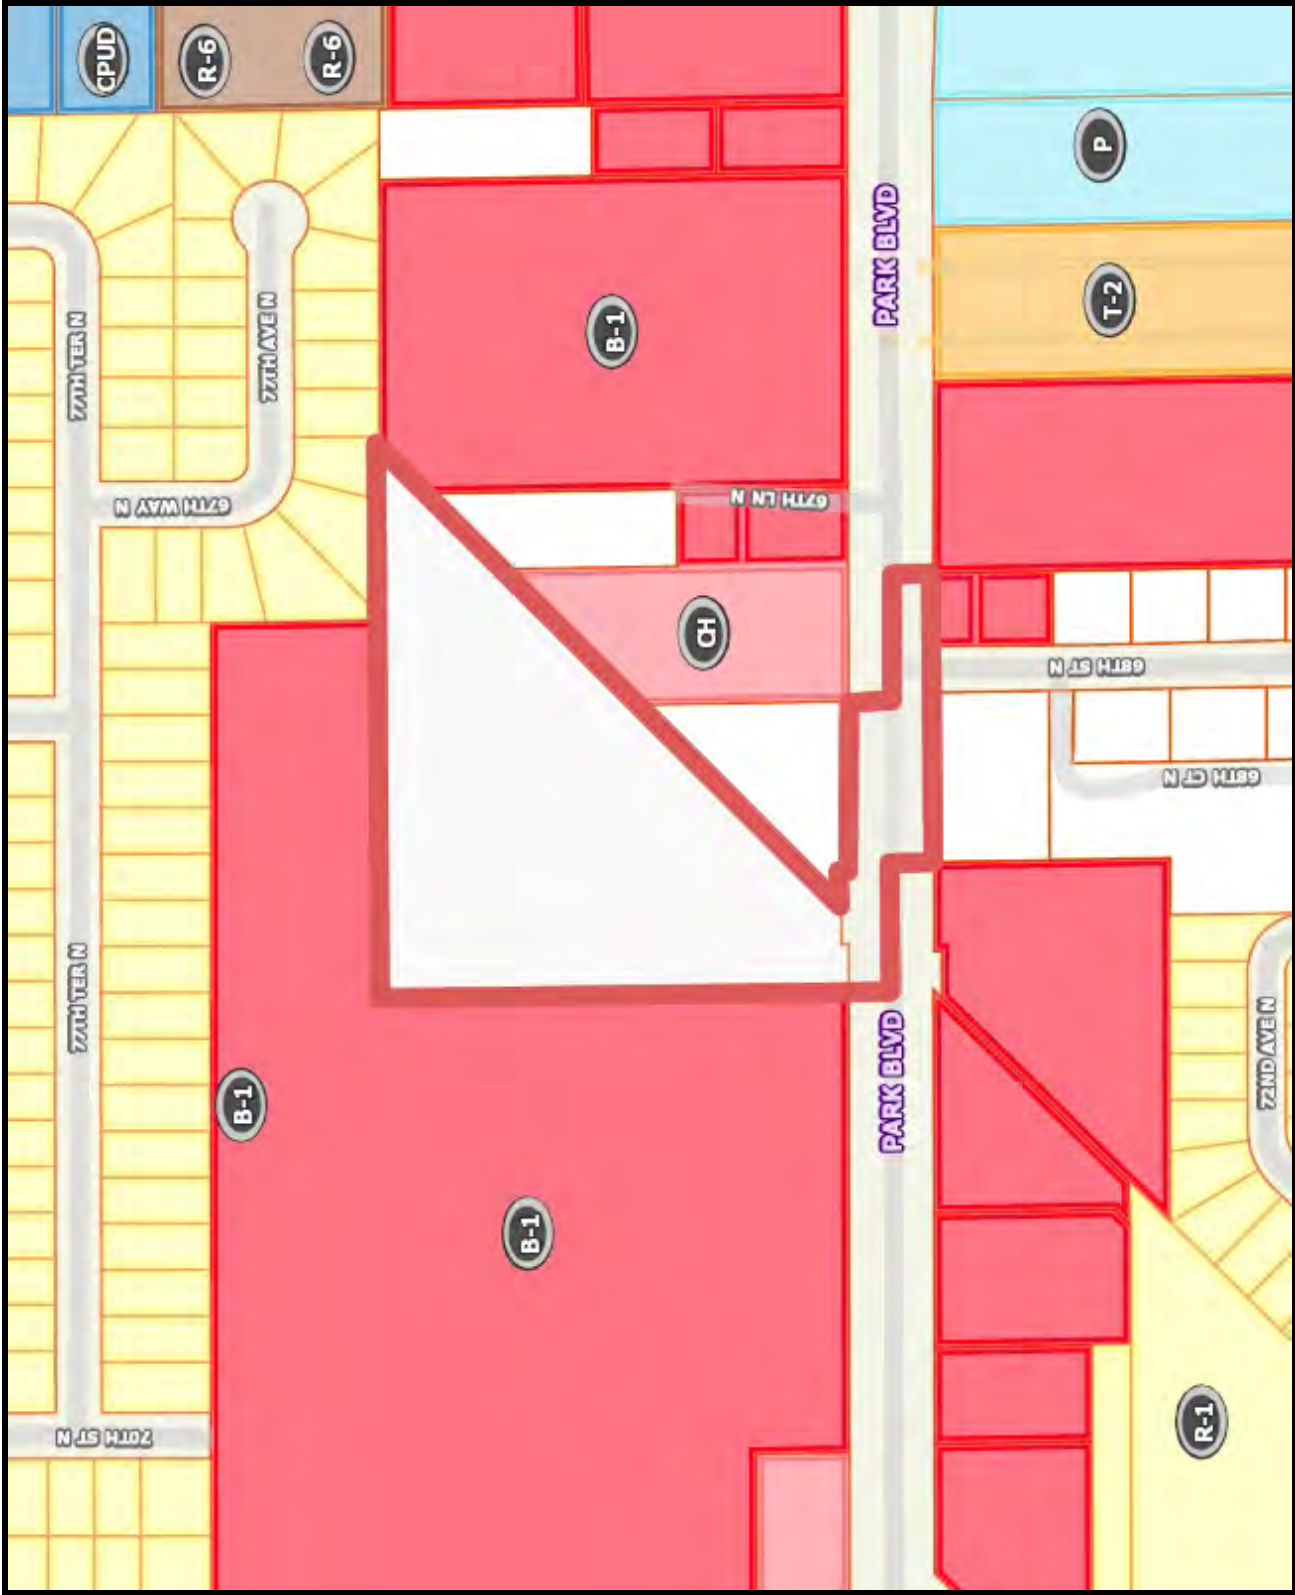 CPUD
R-6
R-6
P
PARK BLVD
T-2
77TH TER N
77TH AVE N
B-1
67TH WAY N
67TH LN N
CH
68TH ST N
68TH CT N
77TH TER N
PARK BLVD
72ND AVE N
B-1
B-1
R-1
70TH ST N